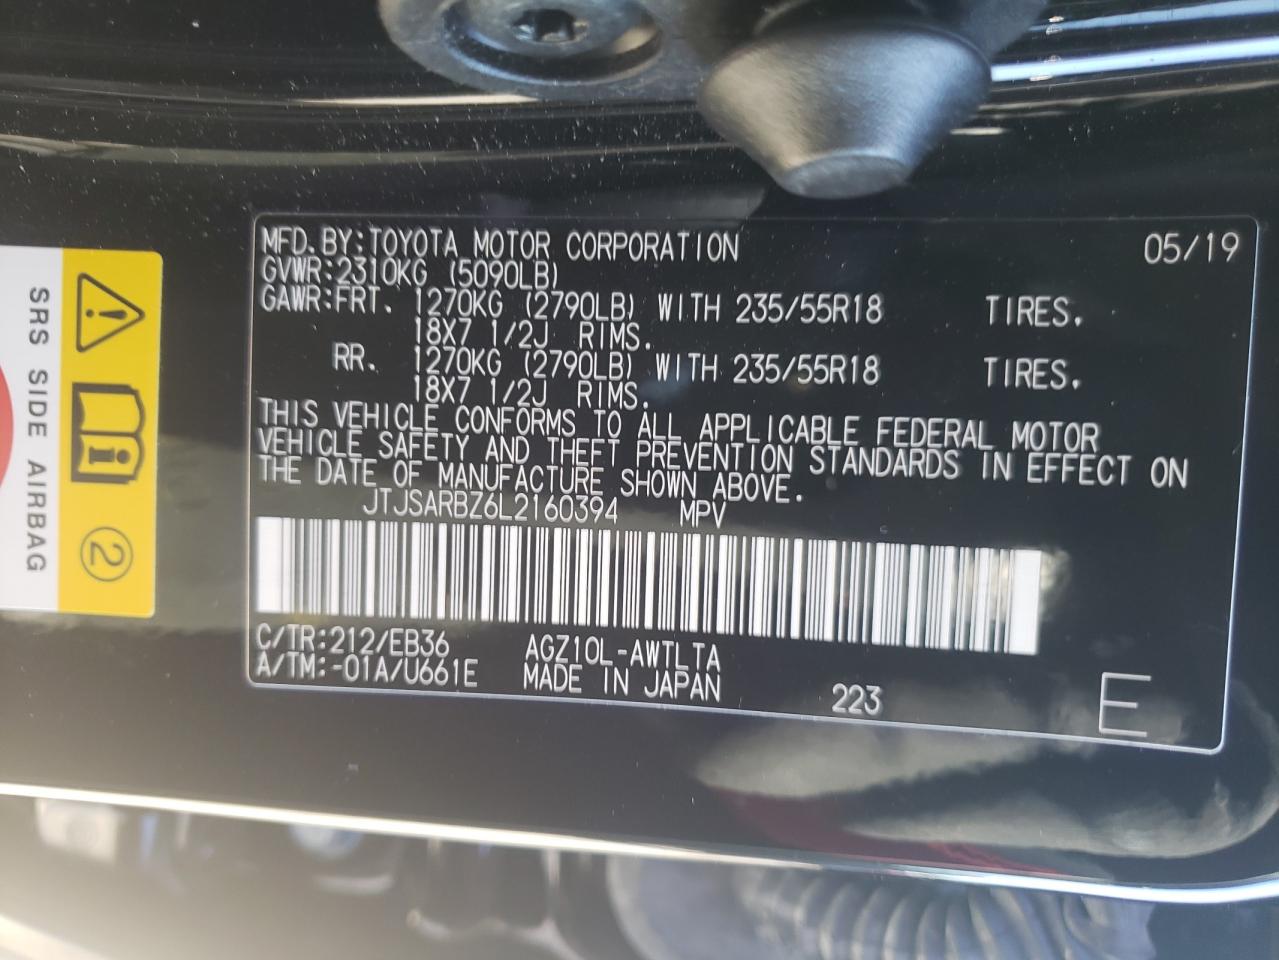 MFD.BY:TOYOTA MOTOR CORPORATION 05/19
GVWR:2310KG (5090LB)
GAWR:FRT. 1270KG (2790LB) WITH 235/55R18 TIRES.
18X7 1/2J RIMS.
RR. 1270KG (2790LB) WITH 235/55R18 TIRES.
18X7 1/2J RIMS.
THIS VEHICLE CONFORMS TO ALL APPLICABLE FEDERAL MOTOR
VEHICLE SAFETY AND THEFT PREVENTION STANDARDS IN EFFECT ON
THE DATE OF MANUFACTURE SHOWN ABOVE.
JTJSARBZ6L2160394 MPV
C/TR:212/EB36 AGZ10L-AWTLTA
A/TM:-01A/U661E MADE IN JAPAN 223 E
SRS SIDE AIRBAG
2